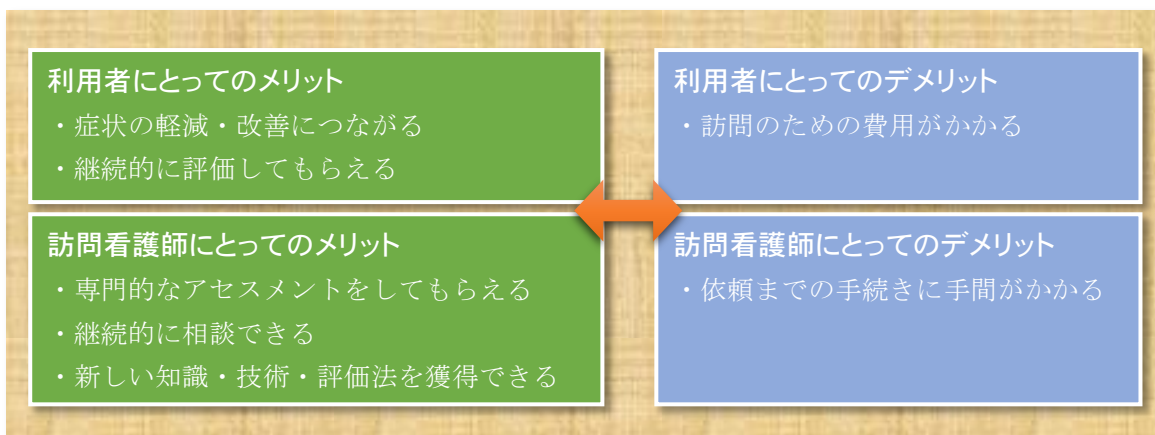 利用者にとってのメリット
・症状の軽減・改善につながる
・継続的に評価してもらえる
利用者にとってのデメリット
・訪問のための費用がかかる
訪問看護師にとってのメリット
・専門的なアセスメントをしてもらえる
・継続的に相談できる
・新しい知識・技術・評価法を獲得できる
訪問看護師にとってのデメリット
・依頼までの手続きに手間がかかる